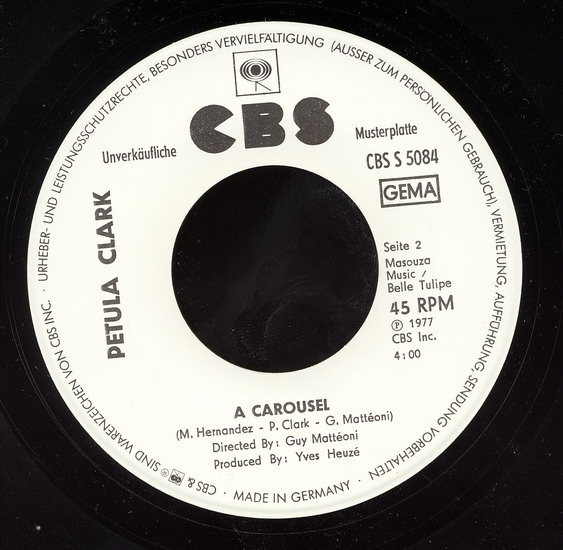 URHEBER- UND LEISTUNGSSCHUTZRECHTE, BESONDERS VERVIELFÄLTIGUNG (AUSSER ZUM PERSÖNLICHEN GEBRAUCH), VERMIETUNG, AUFFÜHRUNG, SENDUNG VORBEHALTEN
CBS
Unverkäufliche
Musterplatte
CBS S 5084
GEMA
PETULA CLARK
Seite 2
Masouza
Music /
Belle Tulipe
45 RPM
Ⓟ 1977
CBS Inc.
4:00
A CAROUSEL
(M. Hernandez - P. Clark - G. Mattéoni)
Directed By: Guy Mattéoni
Produced By: Yves Heuzé
· MADE IN GERMANY ·
CBS & ® SIND WARENZEICHEN VON CBS INC. ·